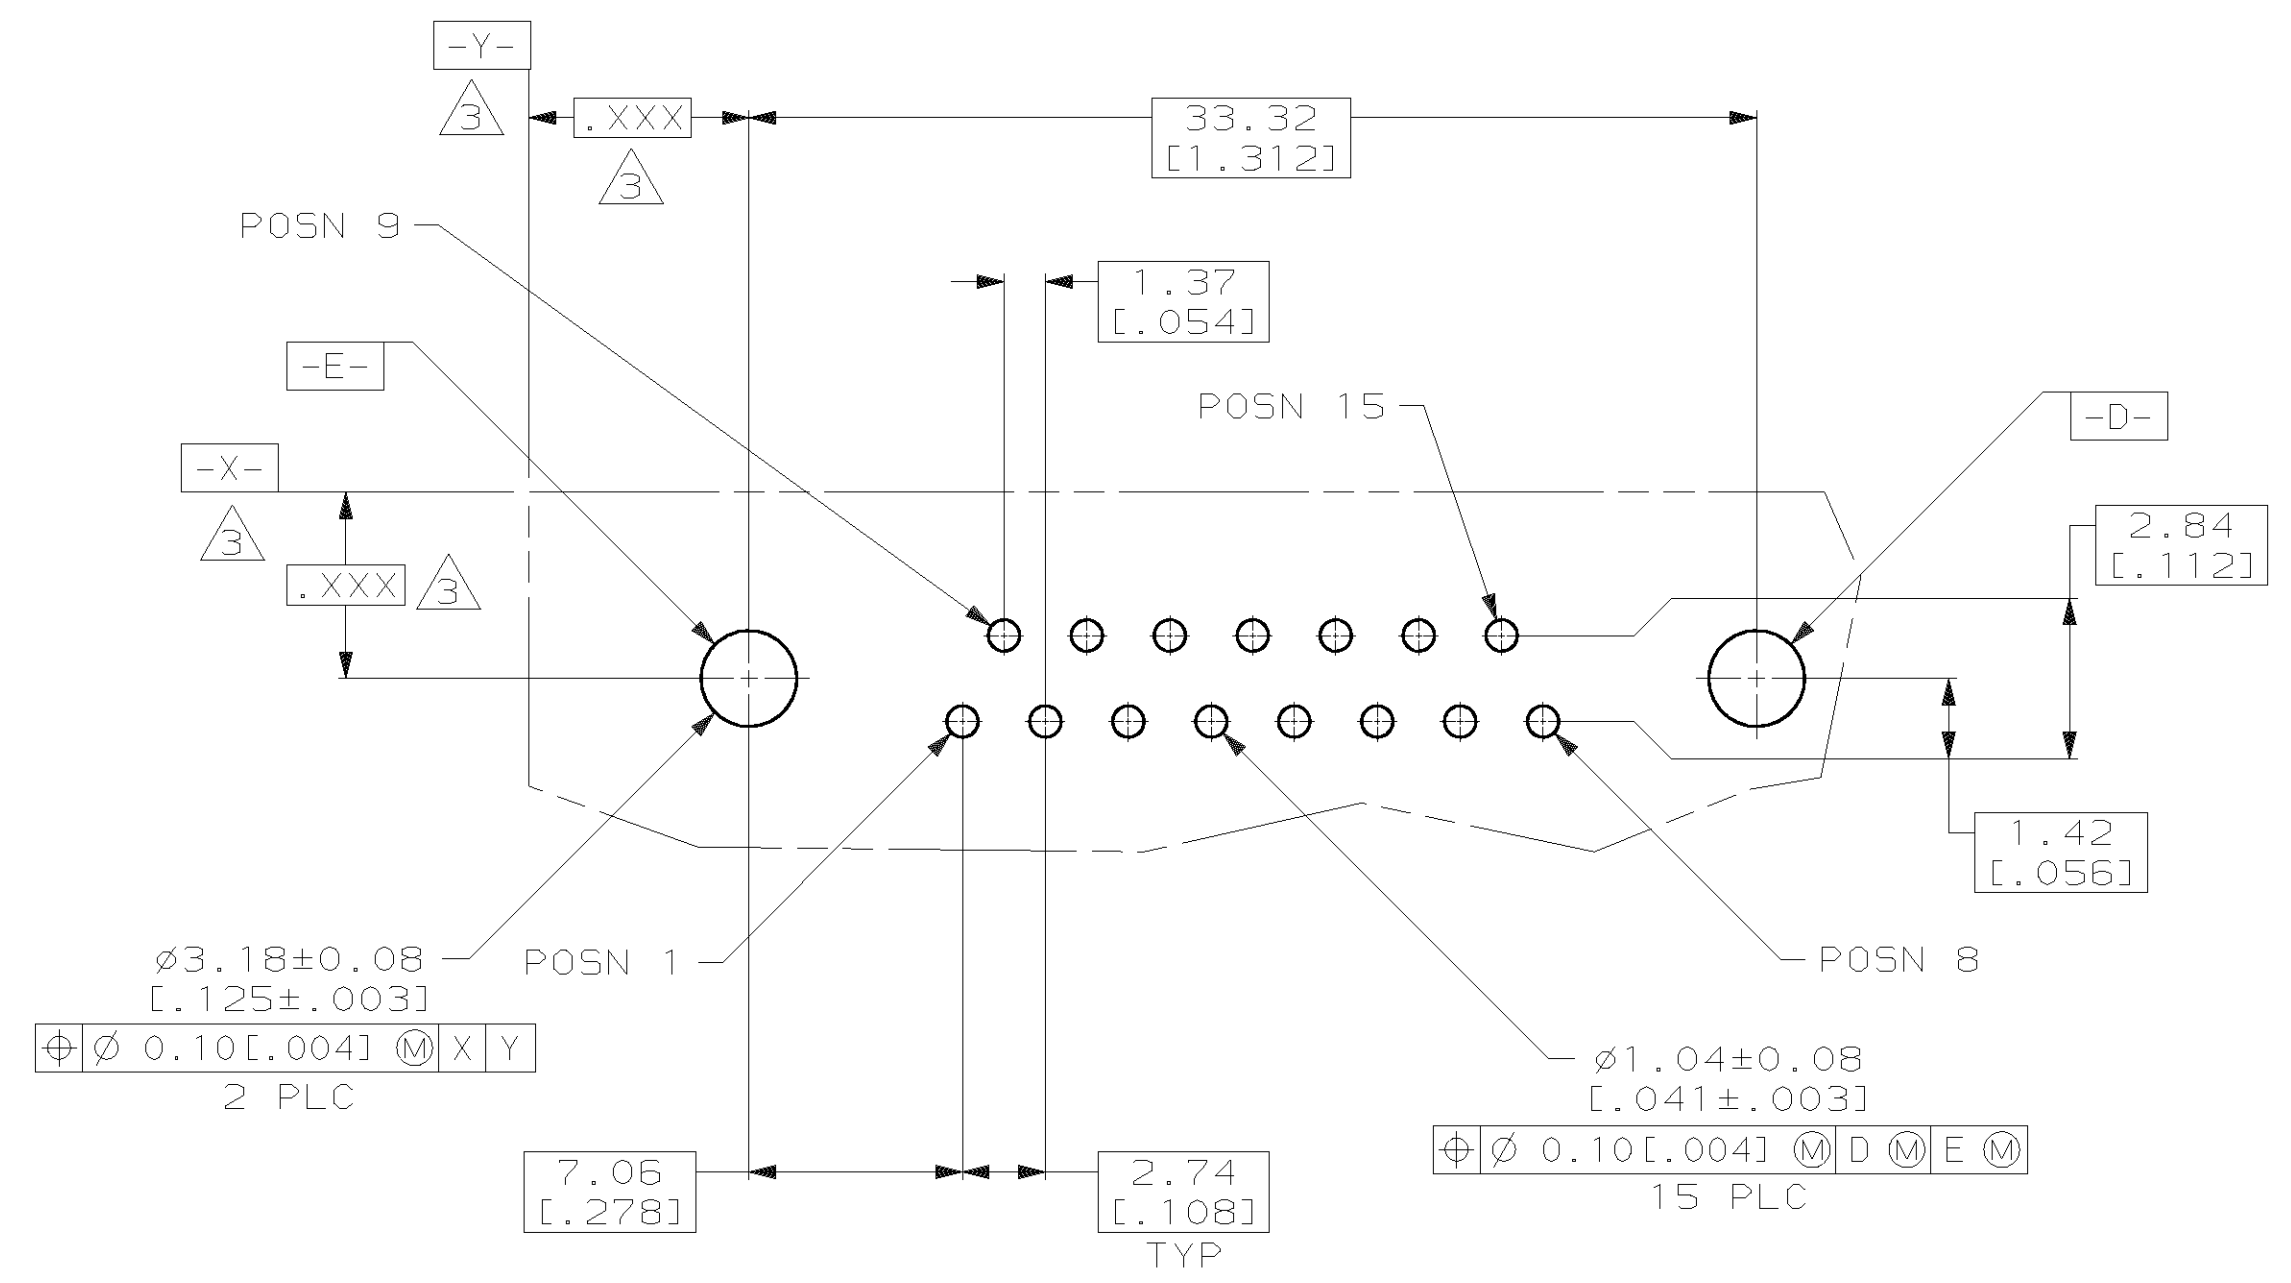 -Y-
3
.XXX
3
33.32
[1.312]
POSN 9
1.37
[.054]
-E-
POSN 15
-D-
-X-
3
.XXX
3
2.84
[.112]
1.42
[.056]
⌀3.18±0.08
[.125±.003]
⌖ ⌀ 0.10[.004] Ⓜ X Y
2 PLC
POSN 1
POSN 8
⌀1.04±0.08
[.041±.003]
⌖ ⌀ 0.10[.004] Ⓜ D Ⓜ E Ⓜ
15 PLC
7.06
[.278]
2.74
[.108]
TYP